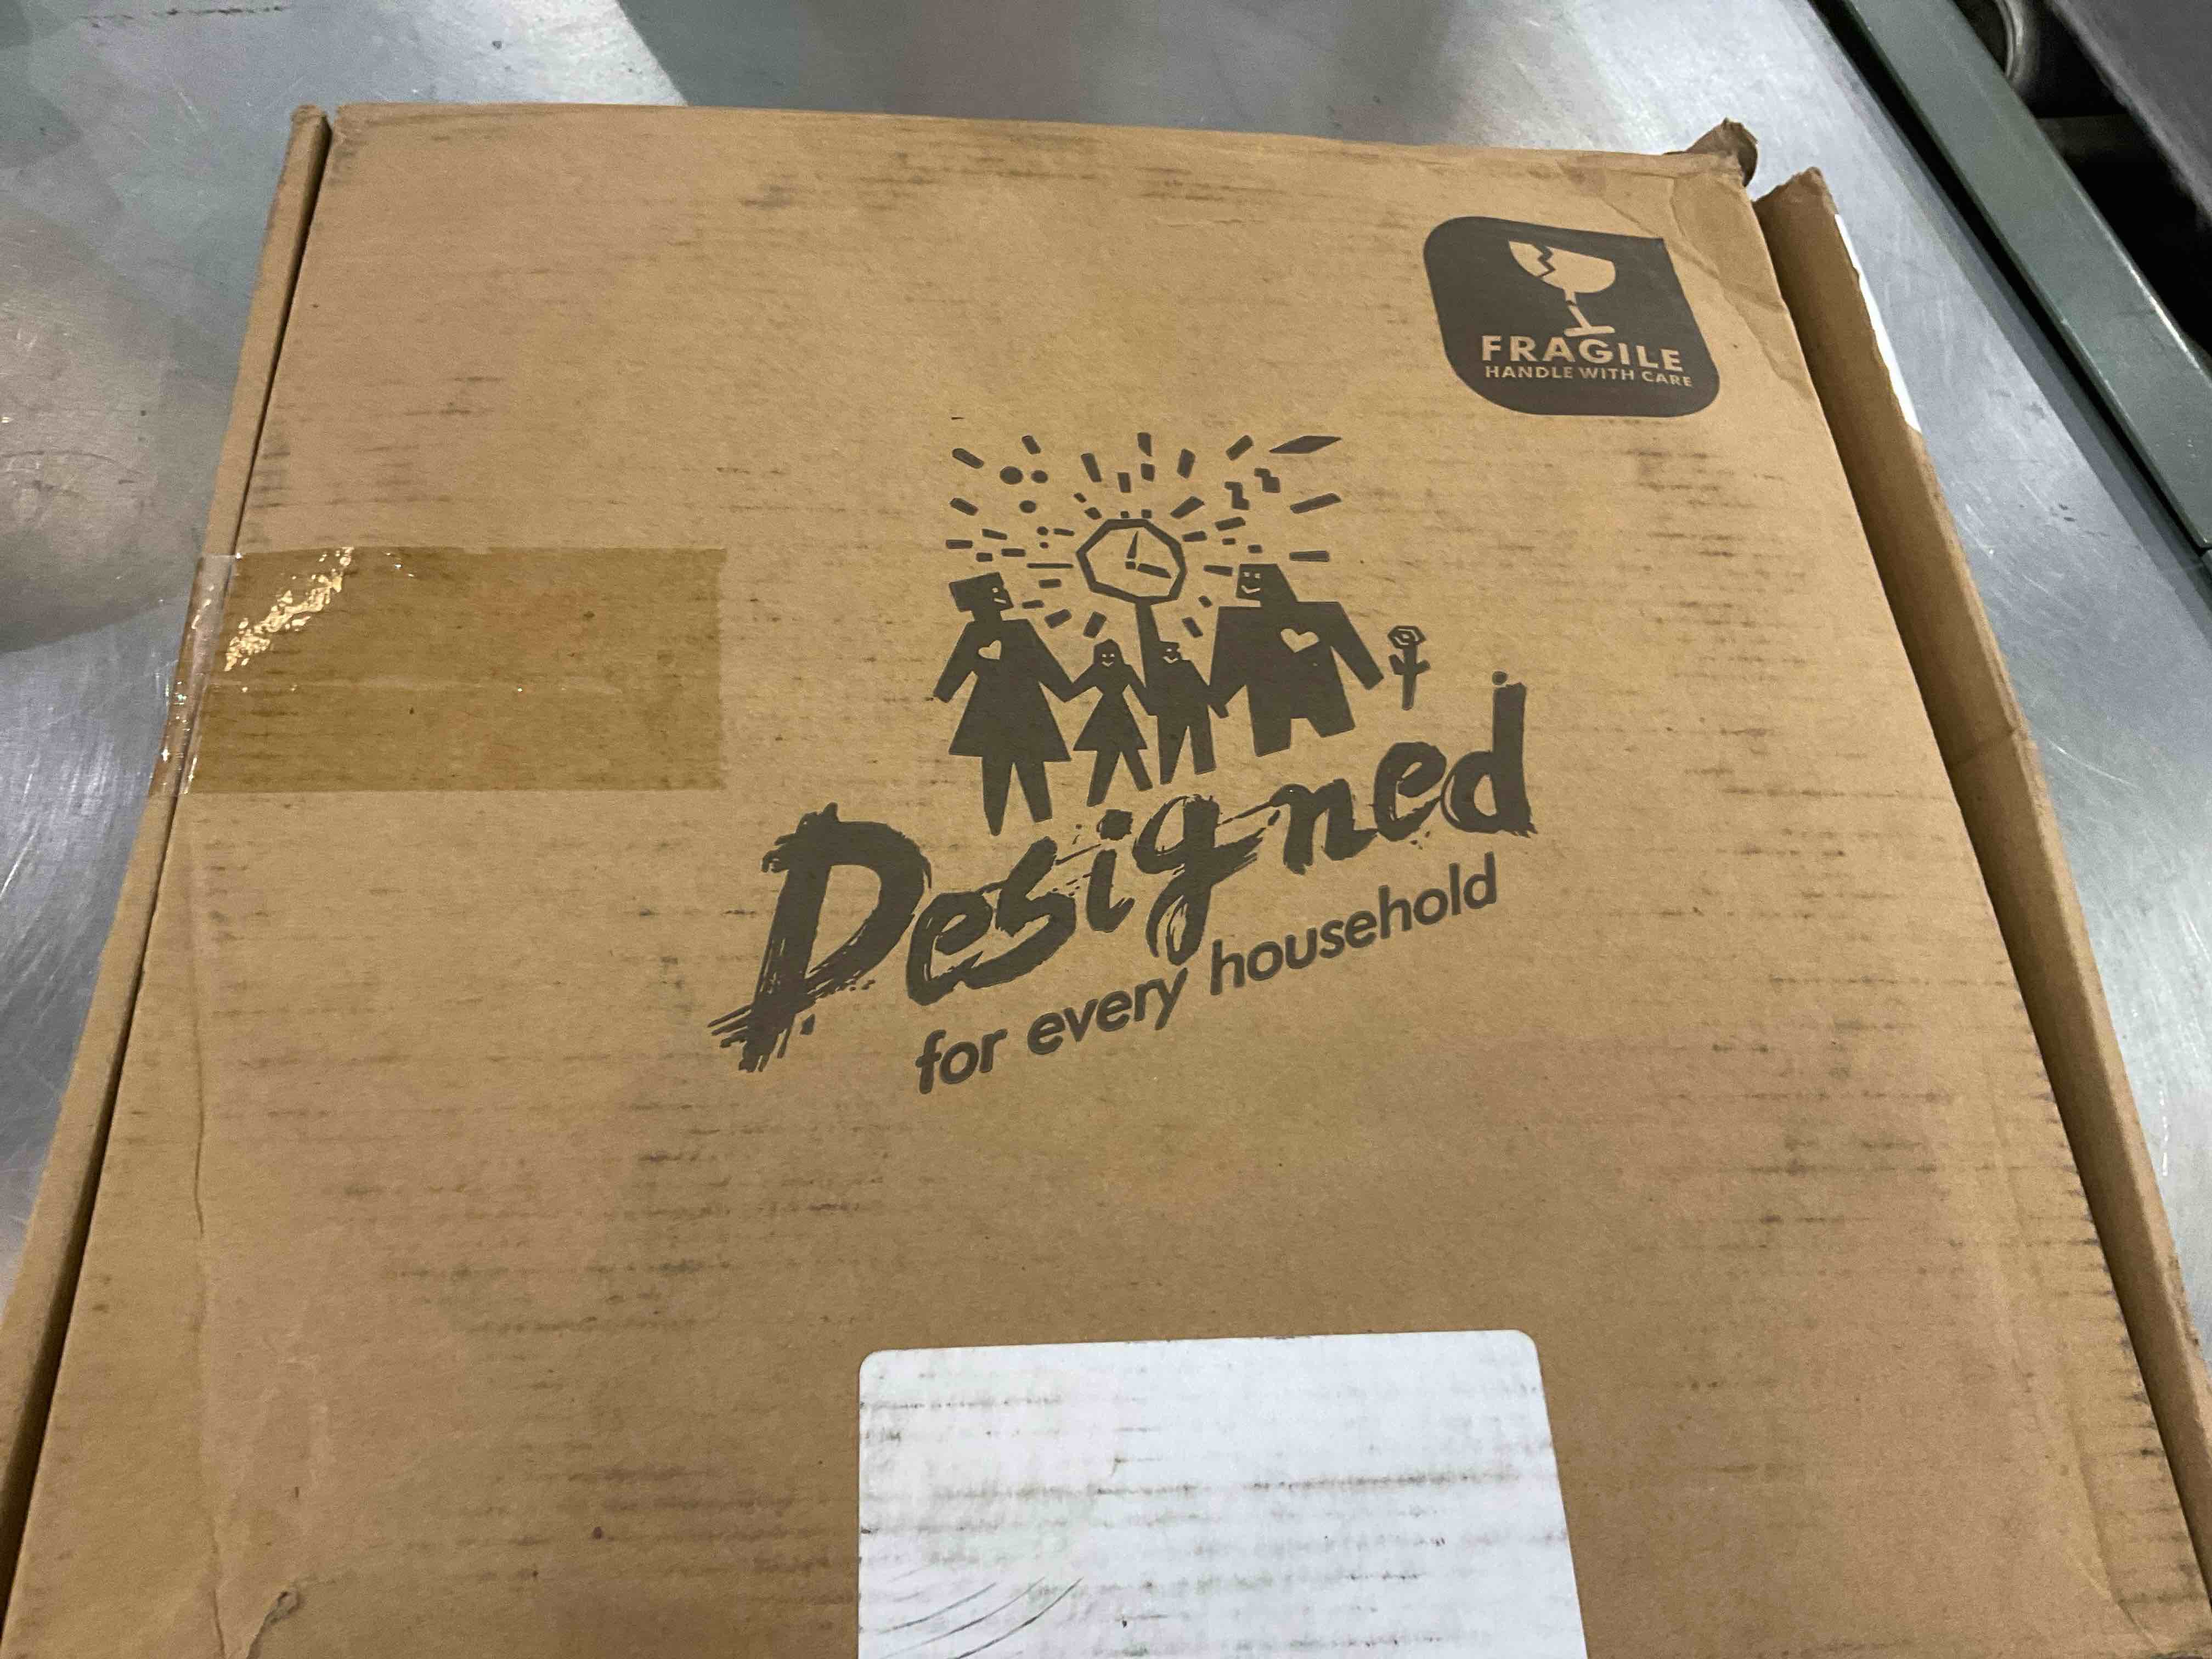 FRAGILE
HANDLE WITH CARE
Designed
for every household